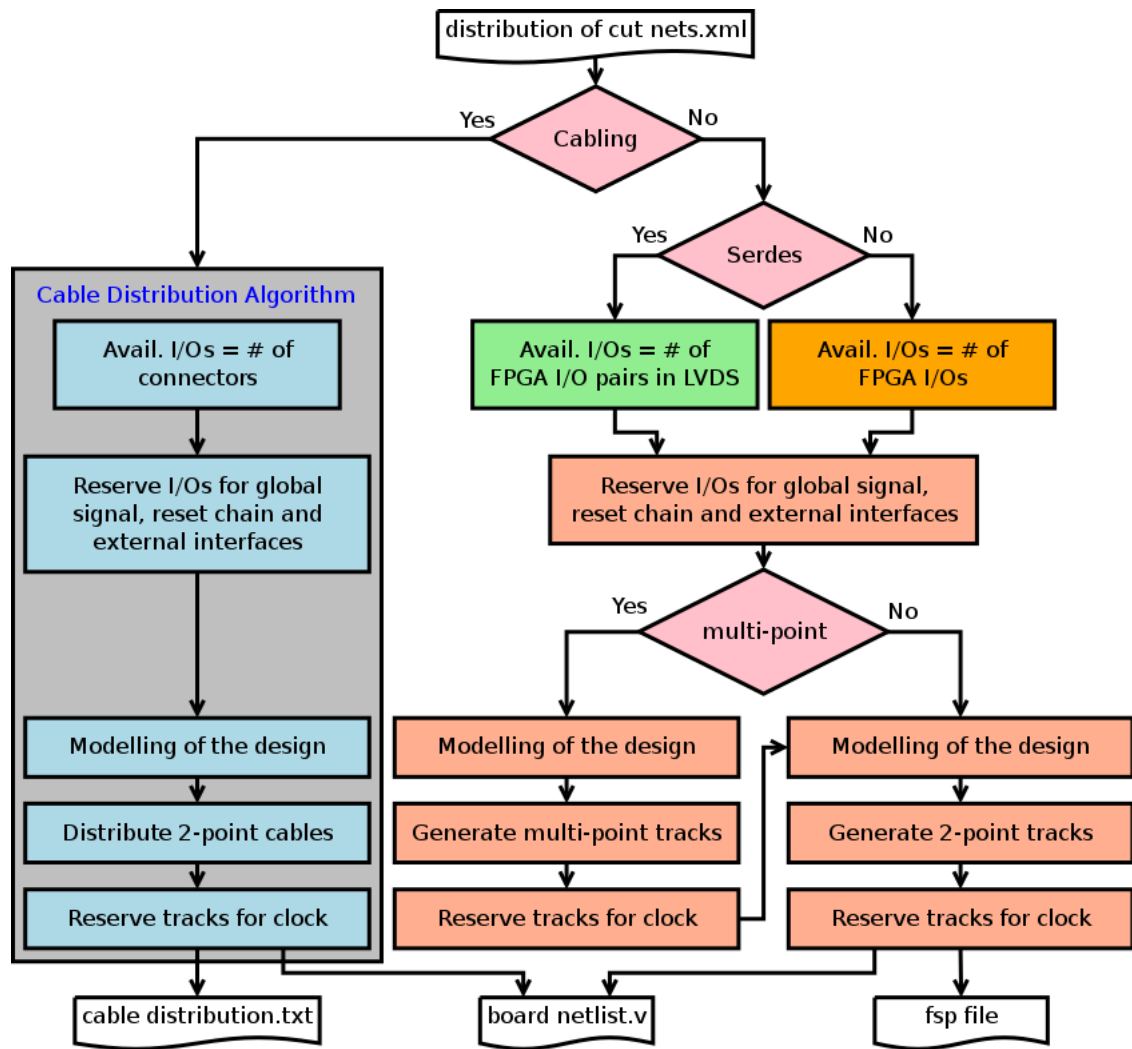 distribution of cut nets.xml
Yes
No
Cabling
Yes
No
Serdes
Cable Distribution Algorithm
Avail. I/Os = # of
connectors
Avail. I/Os = # of
FPGA I/O pairs in LVDS
Avail. I/Os = # of
FPGA I/Os
Reserve I/Os for global
signal, reset chain and
external interfaces
Reserve I/Os for global signal,
reset chain and external interfaces
Yes
No
multi-point
Modelling of the design
Modelling of the design
Modelling of the design
Distribute 2-point cables
Generate multi-point tracks
Generate 2-point tracks
Reserve tracks for clock
Reserve tracks for clock
Reserve tracks for clock
cable distribution.txt
board netlist.v
fsp file